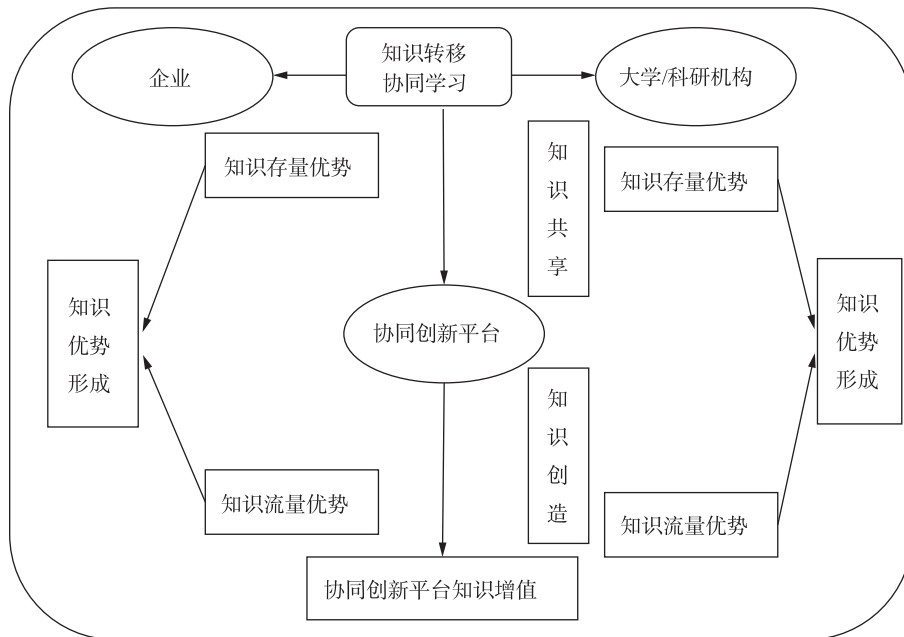 企业
知识转移
协同学习
大学/科研机构
知识存量优势
知
识
共
享
知识存量优势
知识
优势
形成
协同创新平台
知识
优势
形成
知
识
创
造
知识流量优势
知识流量优势
协同创新平台知识增值